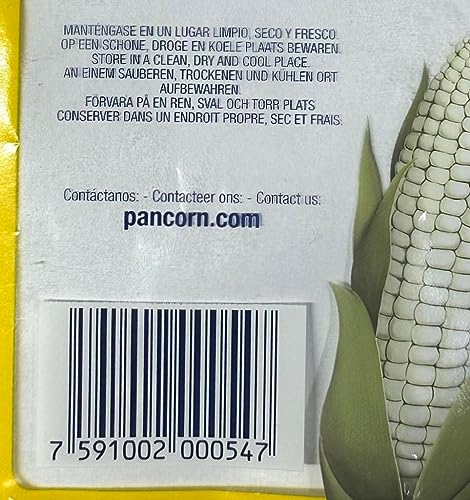 MANTÉNGASE EN UN LUGAR LIMPIO, SECO Y FRESCO.
OP EEN SCHONE, DROGE EN KOELE PLAATS BEWAREN.
STORE IN A CLEAN, DRY AND COOL PLACE.
AN EINEM SAUBEREN, TROCKENEN UND KÜHLEN ORT
AUFBEWAHREN.
FÖRVARA PÅ EN REN, SVAL OCH TORR PLATS
CONSERVER DANS UN ENDROIT PROPRE, SEC ET FRAIS.
Contáctanos: - Contacteer ons: - Contact us:
pancorn.com
7 591002 000547